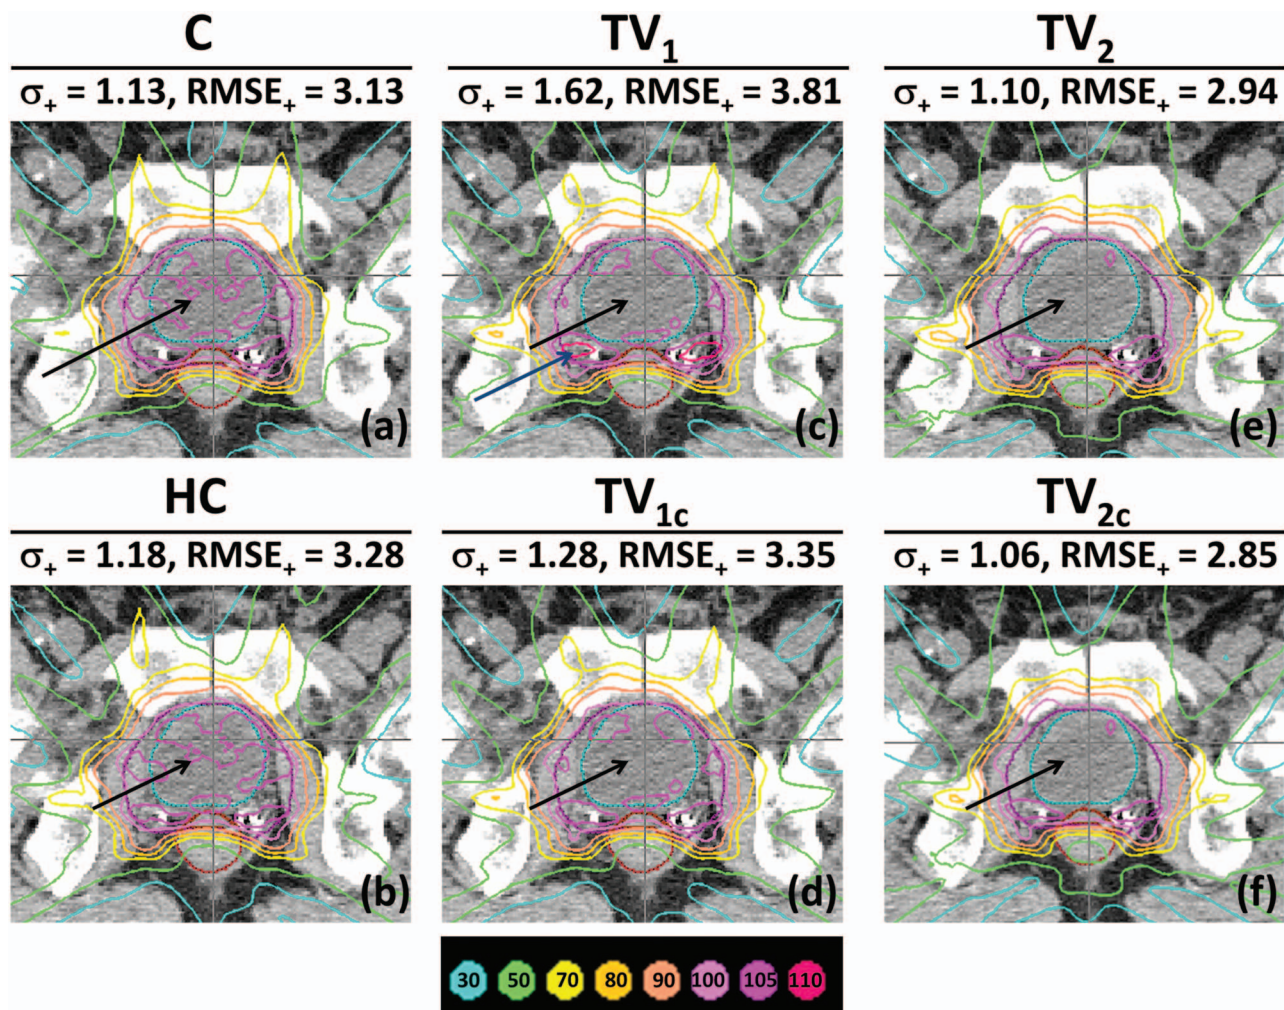 C
σ+ = 1.13, RMSE+ = 3.13
(a)
TV1
σ+ = 1.62, RMSE+ = 3.81
(c)
TV2
σ+ = 1.10, RMSE+ = 2.94
(e)
HC
σ+ = 1.18, RMSE+ = 3.28
(b)
TV1c
σ+ = 1.28, RMSE+ = 3.35
(d)
TV2c
σ+ = 1.06, RMSE+ = 2.85
(f)
30 50 70 80 90 100 105 110